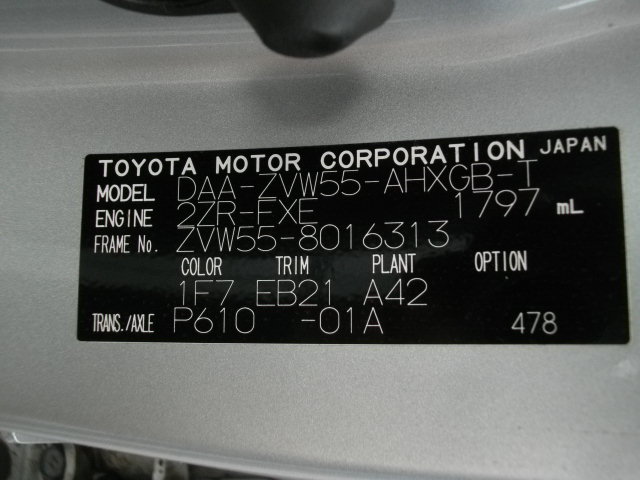 TOYOTA MOTOR CORPORATION JAPAN
MODEL DAA-ZVW55-AHXGB-T
ENGINE 2ZR-FXE 1797 mL
FRAME No. ZVW55-8016313
COLOR TRIM PLANT OPTION
1F7 EB21 A42
TRANS./AXLE P610 -01A 478